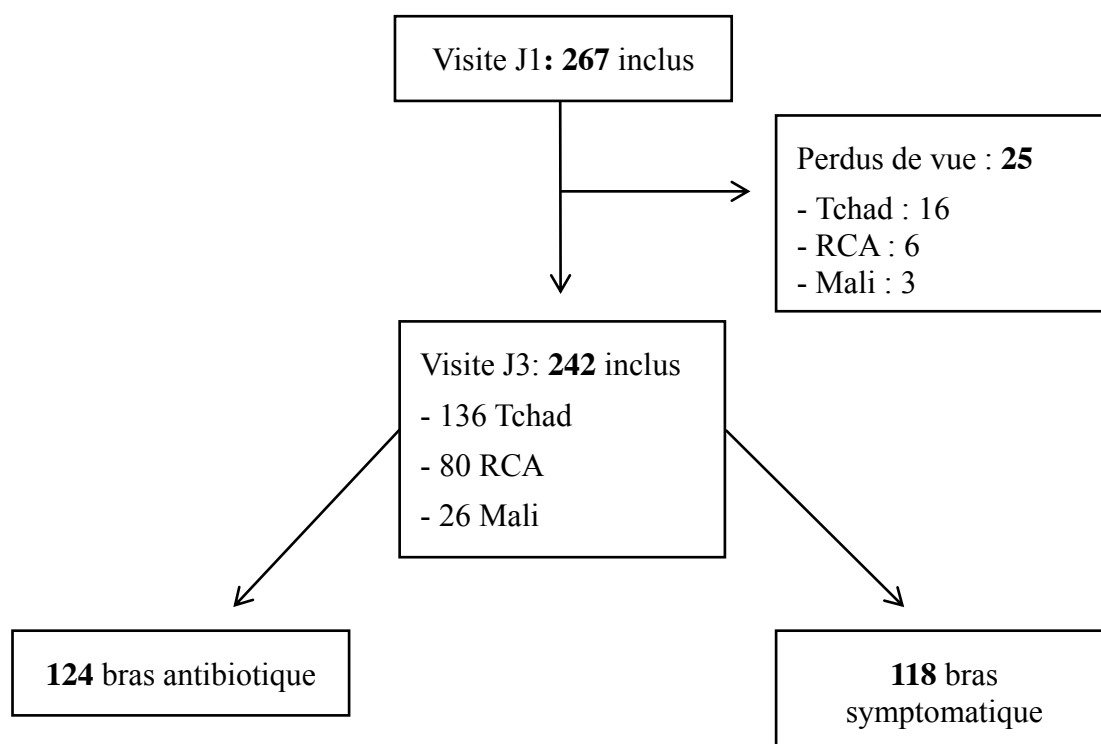 Visite J1: 267 inclus
Perdus de vue : 25
- Tchad : 16
- RCA : 6
- Mali : 3
Visite J3: 242 inclus
- 136 Tchad
- 80 RCA
- 26 Mali
124 bras antibiotique
118 bras
symptomatique